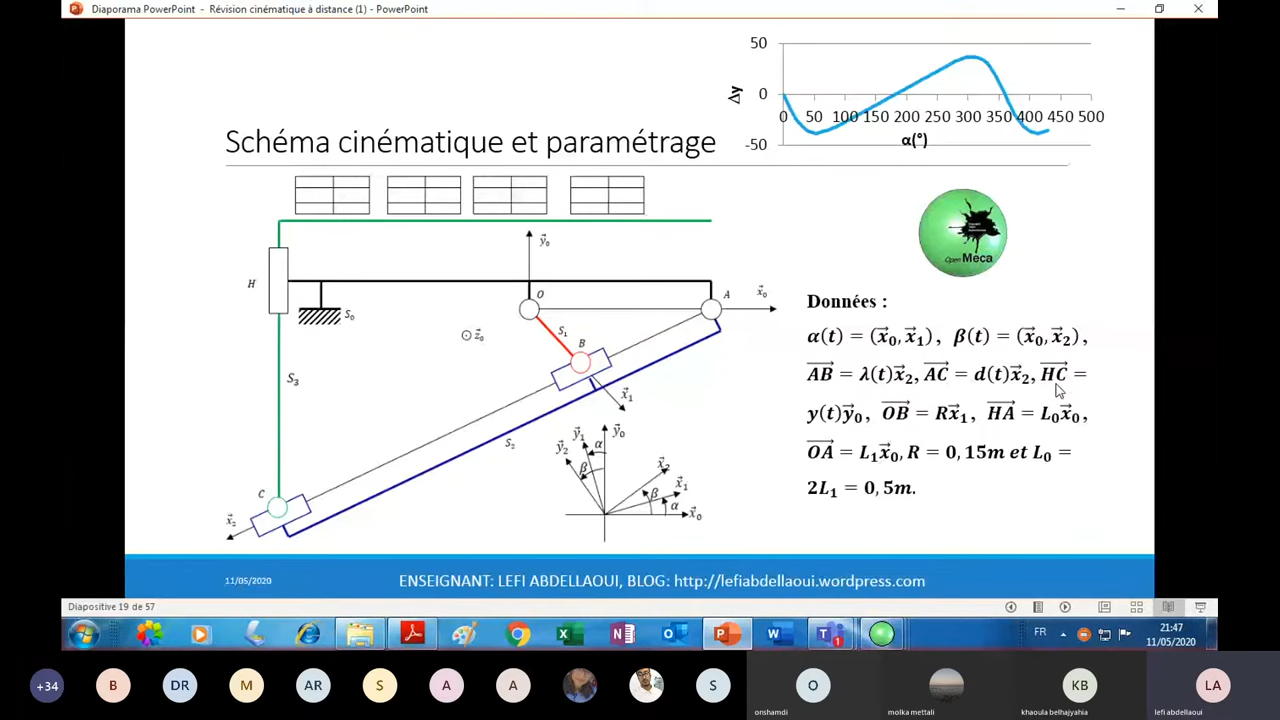 Diaporama PowerPoint - Révision cinématique à distance (1) - PowerPoint
50
Δy
0
0 50 100 150 200 250 300 350 400 450 500
-50
α(°)
Schéma cinématique et paramétrage
Open Meca
H
S₀
y⃗₀
O
A
x⃗₀
⊙ z⃗₀
S₁
B
S₃
x⃗₁
S₂
C
x⃗₂
y⃗₀
y⃗₁
α
y⃗₂
β
x⃗₂
x⃗₁
β
α
x⃗₀
Données :
α(t) = (x⃗₀, x⃗₁), β(t) = (x⃗₀, x⃗₂),
AB⃗ = λ(t)x⃗₂, AC⃗ = d(t)x⃗₂, HC⃗ =
y(t)y⃗₀, OB⃗ = Rx⃗₁, HA⃗ = L₀x⃗₀,
OA⃗ = L₁x⃗₀, R = 0, 15m et L₀ =
2L₁ = 0, 5m.
11/05/2020
ENSEIGNANT: LEFI ABDELLAOUI, BLOG: http://lefiabdellaoui.wordpress.com
Diapositive 19 de 57
FR
21:47
11/05/2020
+34
B
DR
M
AR
S
A
A
S
O
KB
LA
onshamdi
molka mettali
khaoula belhajyahia
lefi abdellaoui